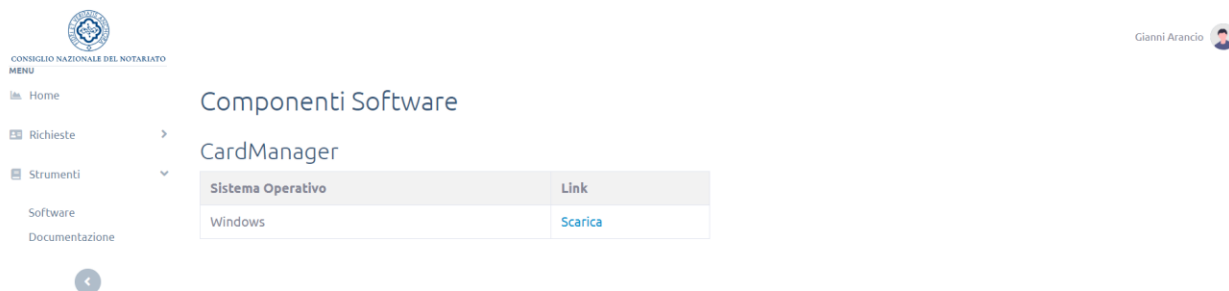 CONSIGLIO NAZIONALE DEL NOTARIATO
Gianni Arancio
MENU
Home
Richieste
Strumenti
Software
Documentazione
Componenti Software
CardManager
Sistema Operativo Link
Windows Scarica